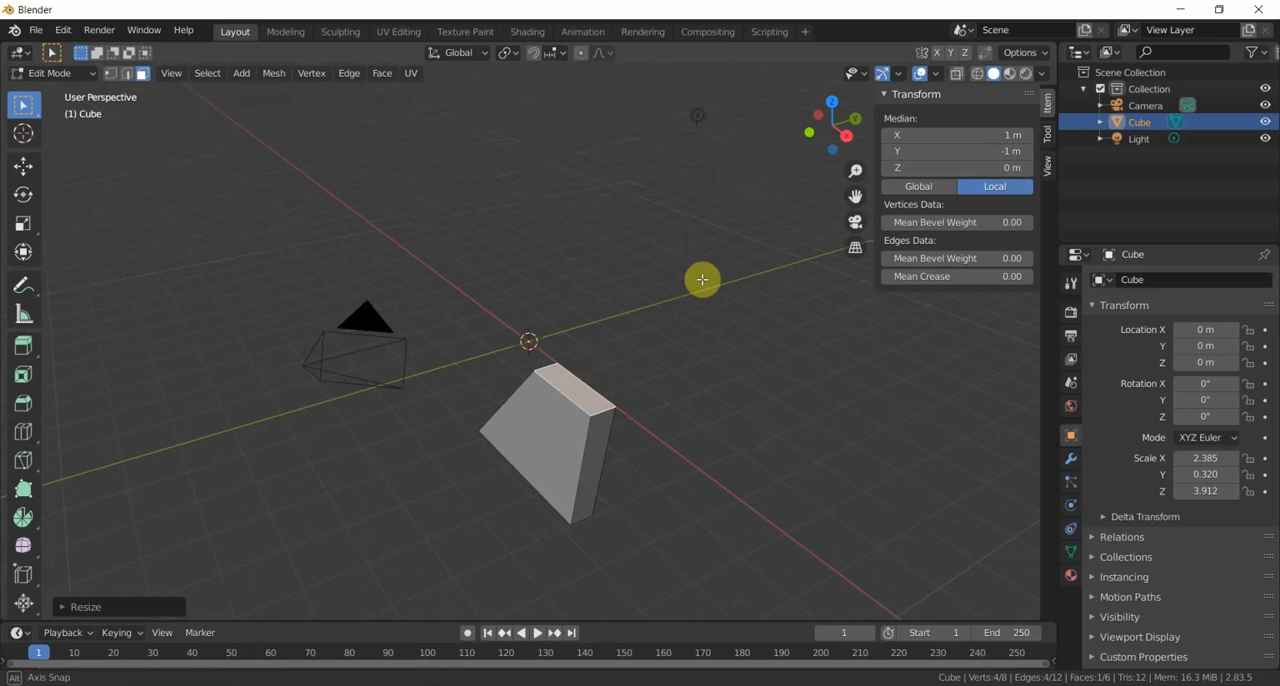 Blender
File Edit Render Window Help Layout Modeling Sculpting UV Editing Texture Paint Shading Animation Rendering Compositing Scripting + Scene View Layer
Global X Y Z Options
Edit Mode View Select Add Mesh Vertex Edge Face UV
User Perspective
(1) Cube
Z Y X
Transform
Median:
X 1 m
Y -1 m
Z 0 m
Global Local
Vertices Data:
Mean Bevel Weight 0.00
Edges Data:
Mean Bevel Weight 0.00
Mean Crease 0.00
Item
Tool
View
Scene Collection
Collection
Camera
Cube
Light
Cube
Cube
Transform
Location X 0 m
Y 0 m
Z 0 m
Rotation X 0°
Y 0°
Z 0°
Mode XYZ Euler
Scale X 2.385
Y 0.320
Z 3.912
Delta Transform
Relations
Collections
Instancing
Motion Paths
Visibility
Viewport Display
Custom Properties
Resize
Playback Keying View Marker 1 Start 1 End 250
1 10 20 30 40 50 60 70 80 90 100 110 120 130 140 150 160 170 180 190 200 210 220 230 240 250
Alt Axis Snap Cube | Verts:4/8 | Edges:4/12 | Faces:1/6 | Tris:12 | Mem: 16.3 MiB | 2.83.5